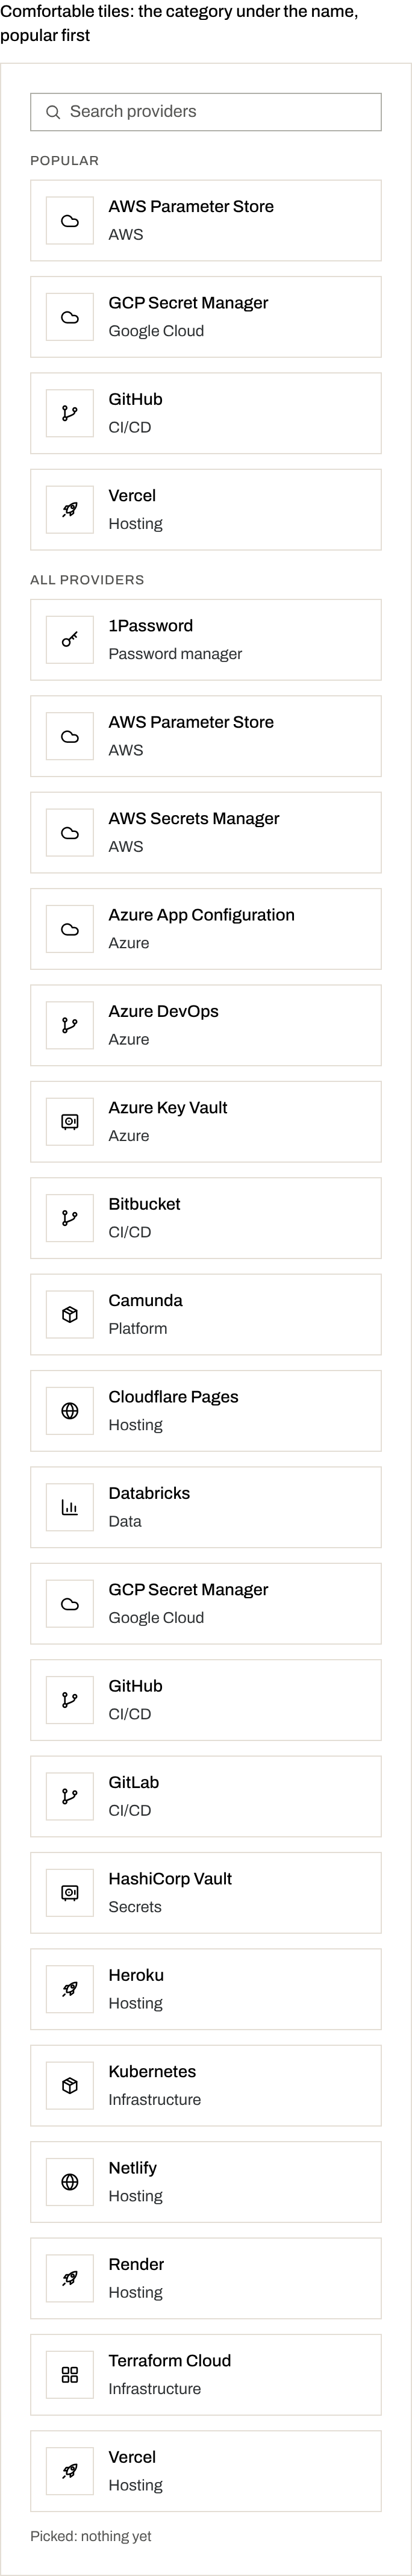 Comfortable tiles: the category under the name,
popular first
Search providers
POPULAR
AWS Parameter Store
AWS
GCP Secret Manager
Google Cloud
GitHub
CI/CD
Vercel
Hosting
ALL PROVIDERS
1Password
Password manager
AWS Parameter Store
AWS
AWS Secrets Manager
AWS
Azure App Configuration
Azure
Azure DevOps
Azure
Azure Key Vault
Azure
Bitbucket
CI/CD
Camunda
Platform
Cloudflare Pages
Hosting
Databricks
Data
GCP Secret Manager
Google Cloud
GitHub
CI/CD
GitLab
CI/CD
HashiCorp Vault
Secrets
Heroku
Hosting
Kubernetes
Infrastructure
Netlify
Hosting
Render
Hosting
Terraform Cloud
Infrastructure
Vercel
Hosting
Picked: nothing yet